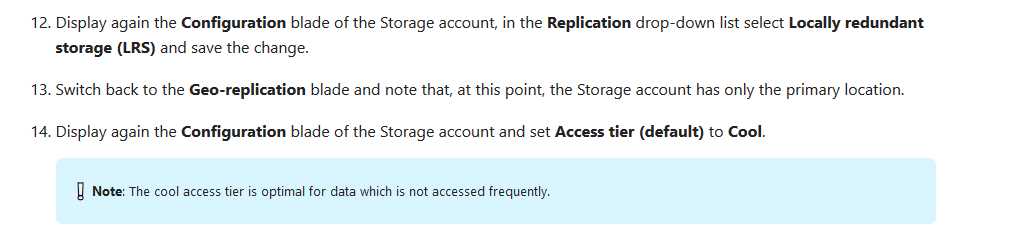 12. Display again the Configuration blade of the Storage account, in the Replication drop-down list select Locally redundant
storage (LRS) and save the change.
13. Switch back to the Geo-replication blade and note that, at this point, the Storage account has only the primary location.
14. Display again the Configuration blade of the Storage account and set Access tier (default) to Cool.
Note: The cool access tier is optimal for data which is not accessed frequently.